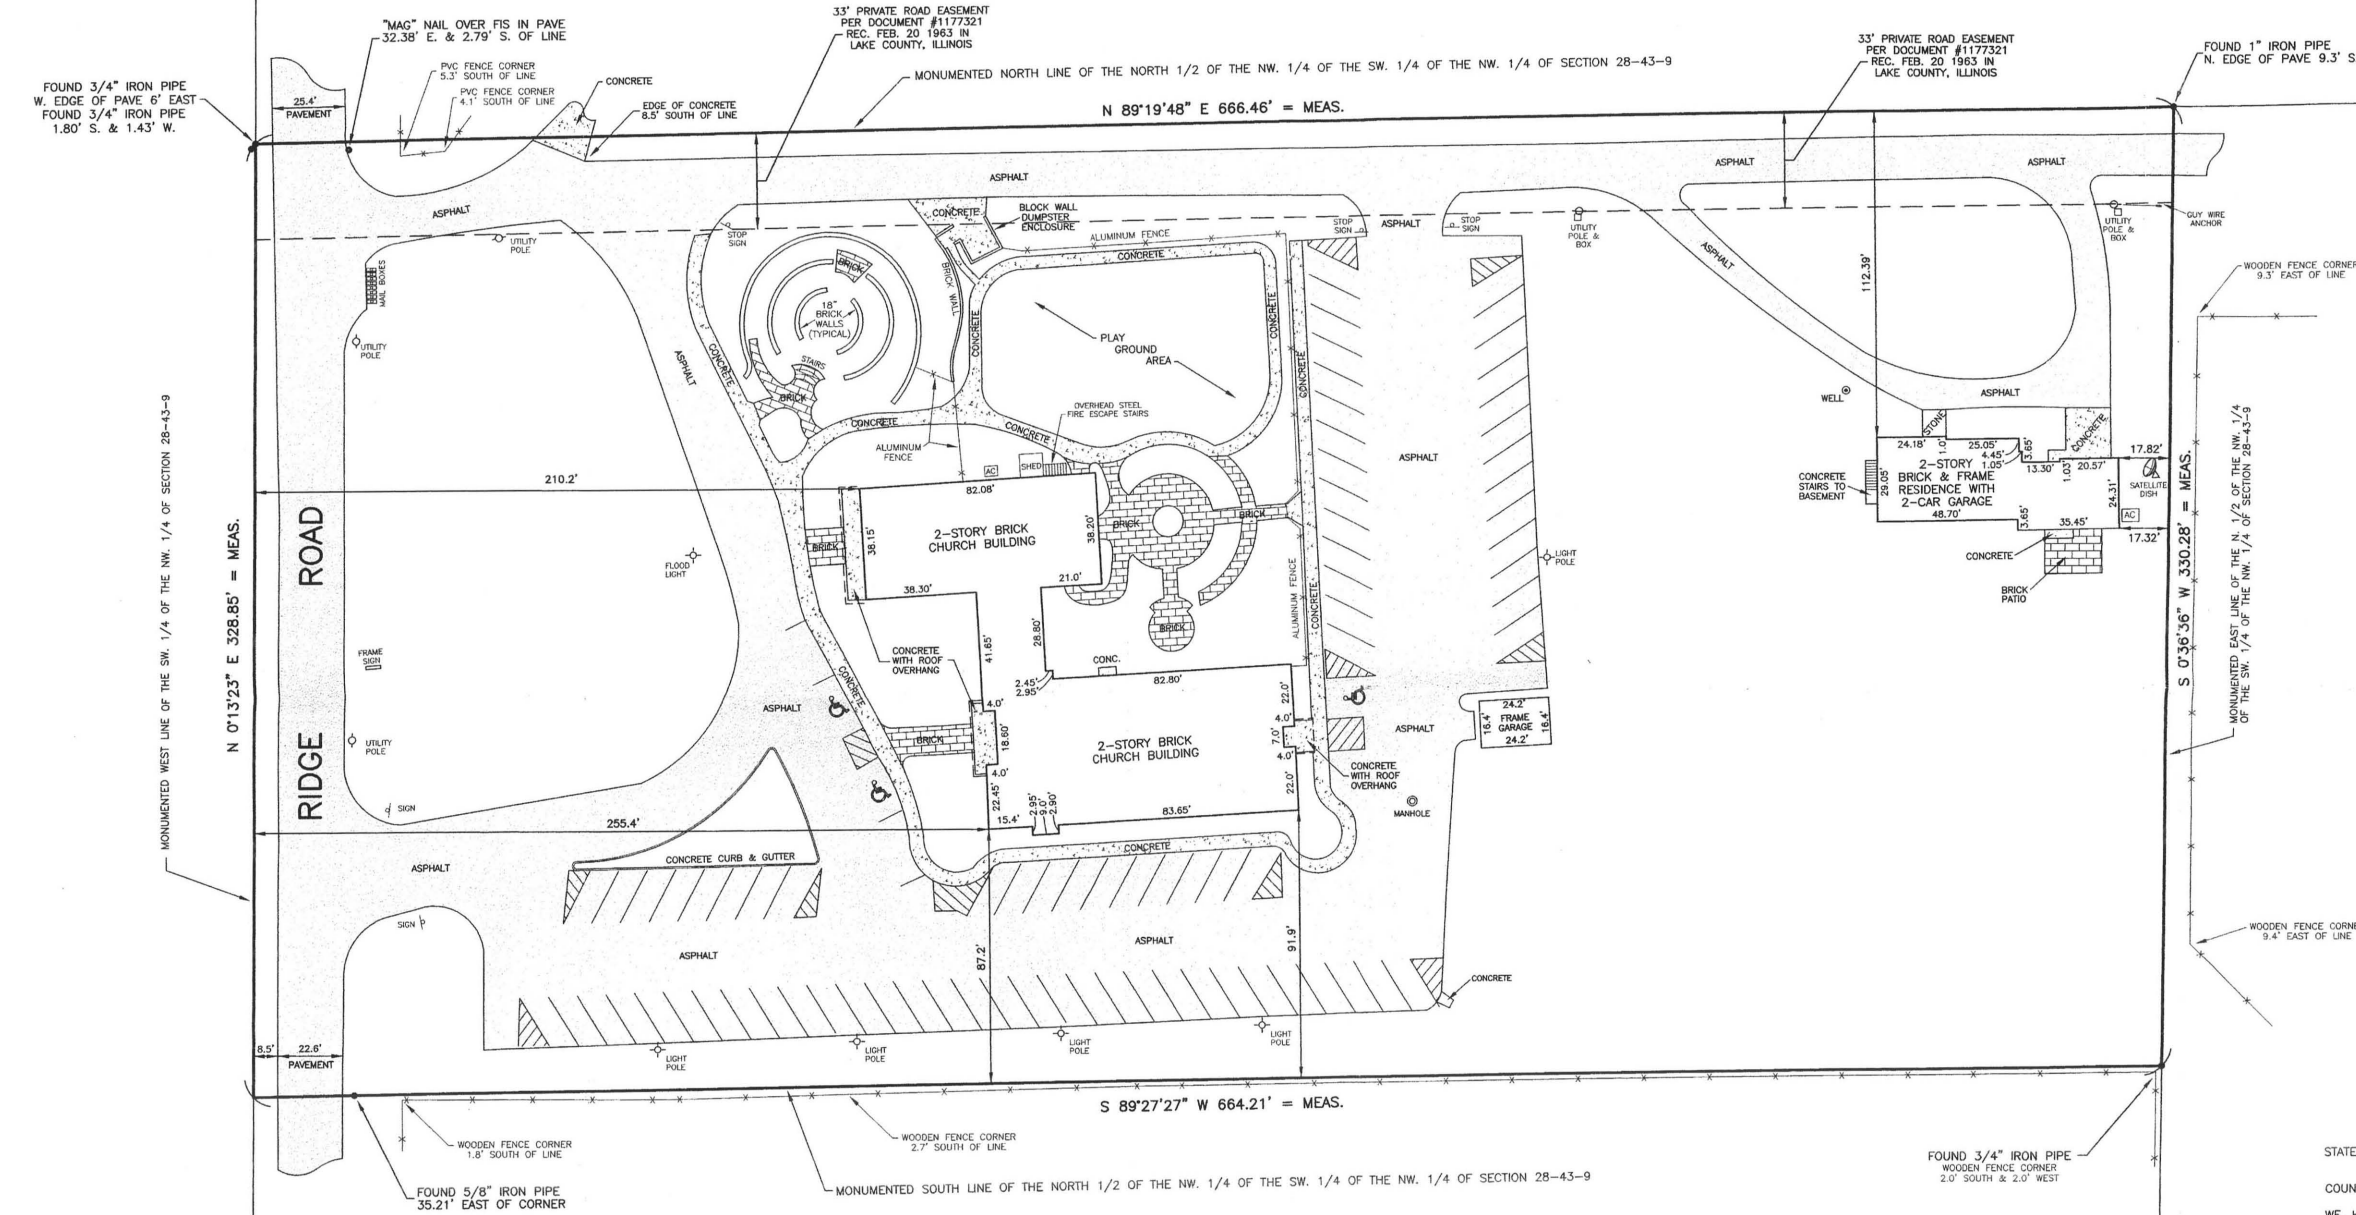 "MAG" NAIL OVER FIS IN PAVE
32.38' E. & 2.79' S. OF LINE
33' PRIVATE ROAD EASEMENT
PER DOCUMENT #1177321
REC. FEB. 20 1963 IN
LAKE COUNTY, ILLINOIS
33' PRIVATE ROAD EASEMENT
PER DOCUMENT #1177321
REC. FEB. 20 1963 IN
LAKE COUNTY, ILLINOIS
FOUND 1" IRON PIPE
N. EDGE OF PAVE 9.3' S
FOUND 3/4" IRON PIPE
W. EDGE OF PAVE 6' EAST
FOUND 3/4" IRON PIPE
1.80' S. & 1.43' W.
PVC FENCE CORNER
5.3' SOUTH OF LINE
PVC FENCE CORNER
4.1' SOUTH OF LINE
CONCRETE
EDGE OF CONCRETE
8.5' SOUTH OF LINE
MONUMENTED NORTH LINE OF THE NORTH 1/2 OF THE NW. 1/4 OF THE SW. 1/4 OF THE NW. 1/4 OF SECTION 28-43-9
N 89°19'48" E 666.46' = MEAS.
25.4'
PAVEMENT
ASPHALT
ASPHALT
ASPHALT
ASPHALT
UTILITY
POLE
STOP
SIGN
CONCRETE
BLOCK WALL
DUMPSTER
ENCLOSURE
ALUMINUM FENCE
CONCRETE
STOP
SIGN
ASPHALT
STOP
SIGN
UTILITY
POLE &
BOX
ASPHALT
UTILITY
POLE &
BOX
GUY WIRE
ANCHOR
WOODEN FENCE CORNER
9.3' EAST OF LINE
MAIL BOXES
UTILITY
POLE
BRICK
18"
BRICK
WALLS
(TYPICAL)
BRICK WALL
STAIRS
BRICK
CONCRETE
CONCRETE
CONCRETE
CONCRETE
PLAY
GROUND
AREA
112.39'
ASPHALT
CONCRETE
CONCRETE
ALUMINUM
FENCE
OVERHEAD STEEL
FIRE ESCAPE STAIRS
AC
SHED
ASPHALT
WELL
ASPHALT
STONE
CONCRETE
24.18'
1.0'
25.05'
3.65'
4.45'
1.05'
13.30'
1.03'
20.57'
17.82'
2-STORY
BRICK & FRAME
RESIDENCE WITH
2-CAR GARAGE
48.70'
29.05'
3.65'
35.45'
24.31'
AC
17.32'
SATELLITE
DISH
CONCRETE
STAIRS TO
BASEMENT
CONCRETE
BRICK
PATIO
MONUMENTED WEST LINE OF THE SW. 1/4 OF THE NW. 1/4 OF SECTION 28-43-9
N 0°13'23" E 328.85' = MEAS.
RIDGE ROAD
210.2'
ASPHALT
FLOOD
LIGHT
82.08'
2-STORY BRICK
CHURCH BUILDING
38.15'
38.20'
38.30'
21.0'
BRICK
BRICK
BRICK
BRICK
LIGHT
POLE
S 0°36'36" W 330.28' = MEAS.
MONUMENTED EAST LINE OF THE N. 1/2 OF THE NW. 1/4
OF THE SW. 1/4 OF THE NW. 1/4 OF SECTION 28-43-9
FRAME
SIGN
CONCRETE
WITH ROOF
OVERHANG
41.65'
28.80'
CONC.
2.45'
2.95'
82.80'
ALUMINUM FENCE
CONCRETE
CONCRETE
22.0'
4.0'
7.0'
4.0'
22.0'
4.0'
18.60'
4.0'
22.45'
2-STORY BRICK
CHURCH BUILDING
CONCRETE
WITH ROOF
OVERHANG
ASPHALT
24.2'
16.4'
FRAME
GARAGE
16.4'
24.2'
MANHOLE
ASPHALT
BRICK
UTILITY
POLE
SIGN
255.4'
15.4'
2.95'
9.0'
2.90'
83.65'
CONCRETE
CONCRETE CURB & GUTTER
ASPHALT
SIGN
ASPHALT
ASPHALT
87.2'
91.9'
CONCRETE
WOODEN FENCE CORNE
9.4' EAST OF LINE
8.5'
22.6'
PAVEMENT
LIGHT
POLE
LIGHT
POLE
LIGHT
POLE
LIGHT
POLE
S 89°27'27" W 664.21' = MEAS.
WOODEN FENCE CORNER
1.8' SOUTH OF LINE
WOODEN FENCE CORNER
2.7' SOUTH OF LINE
FOUND 5/8" IRON PIPE
35.21' EAST OF CORNER
MONUMENTED SOUTH LINE OF THE NORTH 1/2 OF THE NW. 1/4 OF THE SW. 1/4 OF THE NW. 1/4 OF SECTION 28-43-9
FOUND 3/4" IRON PIPE
WOODEN FENCE CORNER
2.0' SOUTH & 2.0' WEST
STATE
COUN